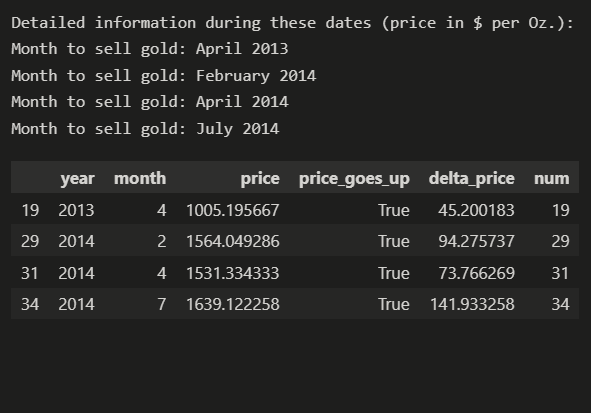 Detailed information during these dates (price in $ per Oz.):
Month to sell gold: April 2013
Month to sell gold: February 2014
Month to sell gold: April 2014
Month to sell gold: July 2014
year month price price_goes_up delta_price num
19 2013 4 1005.195667 True 45.200183 19
29 2014 2 1564.049286 True 94.275737 29
31 2014 4 1531.334333 True 73.766269 31
34 2014 7 1639.122258 True 141.933258 34